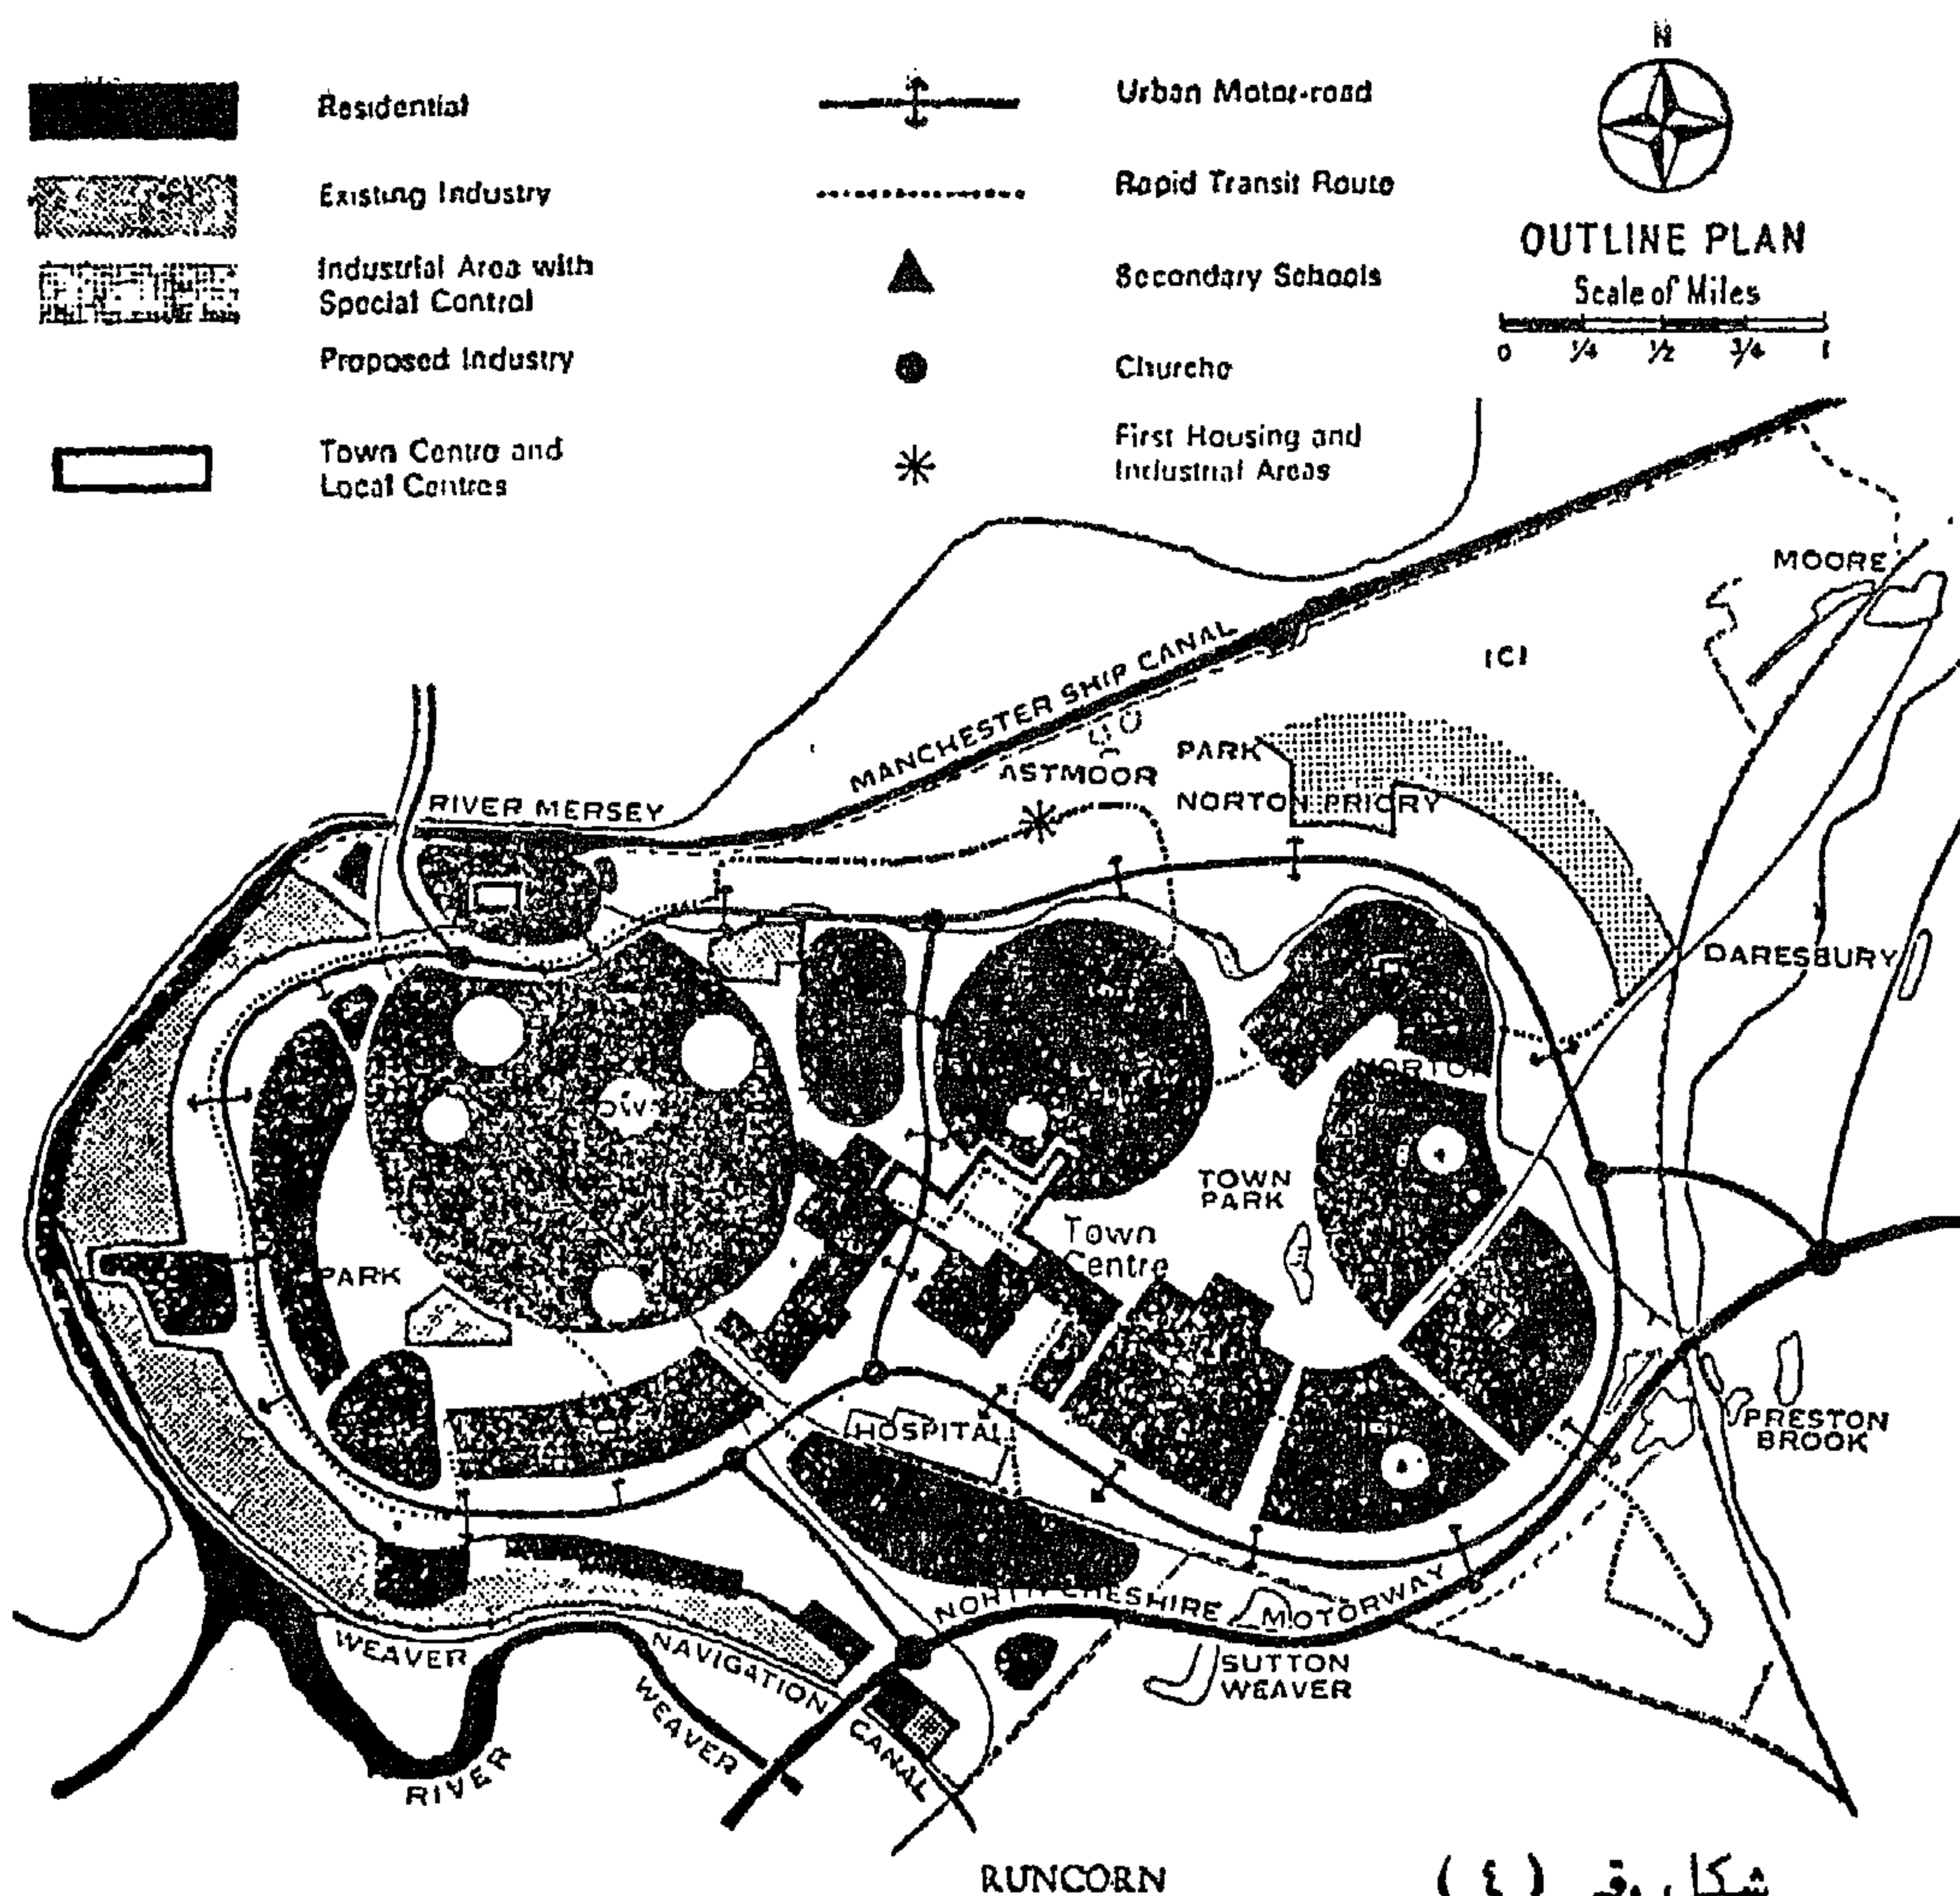 Residential
Existing Industry
Industrial Area with
Special Control
Proposed Industry
Town Centre and
Local Centres
Urban Motor-road
Rapid Transit Route
Secondary Schools
Churche
First Housing and
Industrial Areas
N
OUTLINE PLAN
Scale of Miles
0 1/4 1/2 3/4 1
MOORE
ICI
MANCHESTER SHIP CANAL
ASTMOOR
PARK
NORTON PRIORY
RIVER MERSEY
DARESBURY
NORTON
TOWN
PARK
Town
Centre
PARK
HOSPITAL
PRESTON
BROOK
NORTH CHESHIRE MOTORWAY
SUTTON
WEAVER
WEAVER NAVIGATION CANAL
RIVER WEAVER
RUNCORN
شكل رقم ( ٤ )